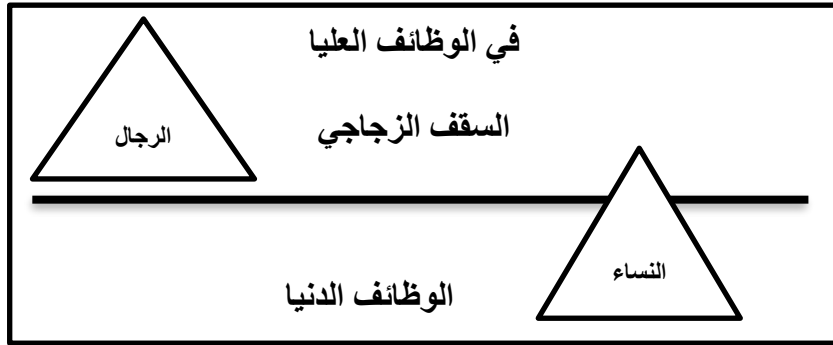 في الوظائف العليا
السقف الزجاجي
الرجال
النساء
الوظائف الدنيا